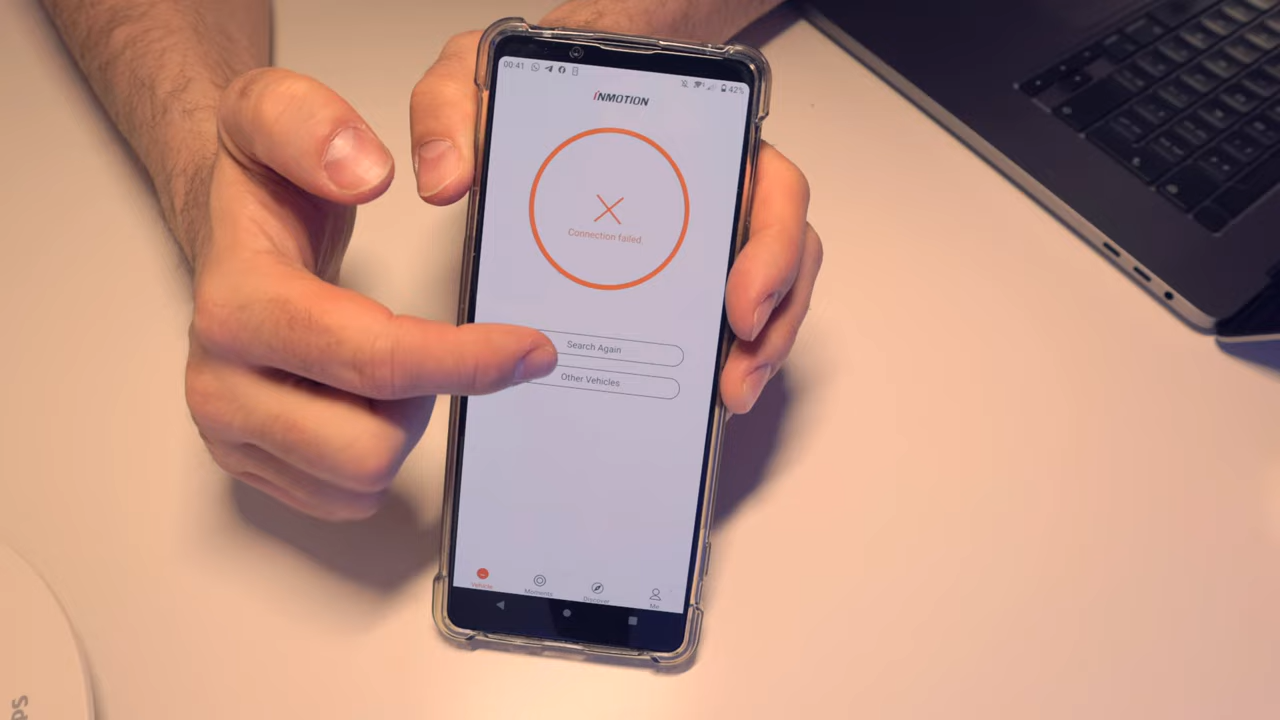 00:41
42%
INMOTION
Connection failed.
Search Again
Other Vehicles
Vehicle
Moments
Discover
Me